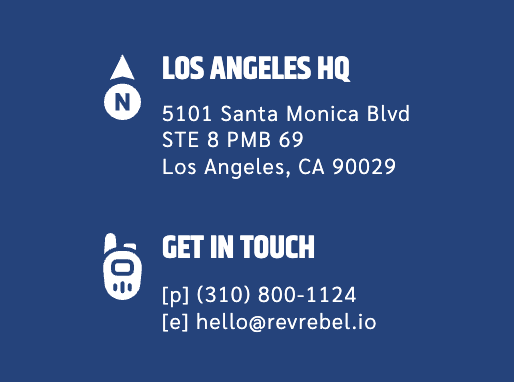 LOS ANGELES HQ
N
5101 Santa Monica Blvd
STE 8 PMB 69
Los Angeles, CA 90029
GET IN TOUCH
[p] (310) 800-1124
[e] hello@revrebel.io